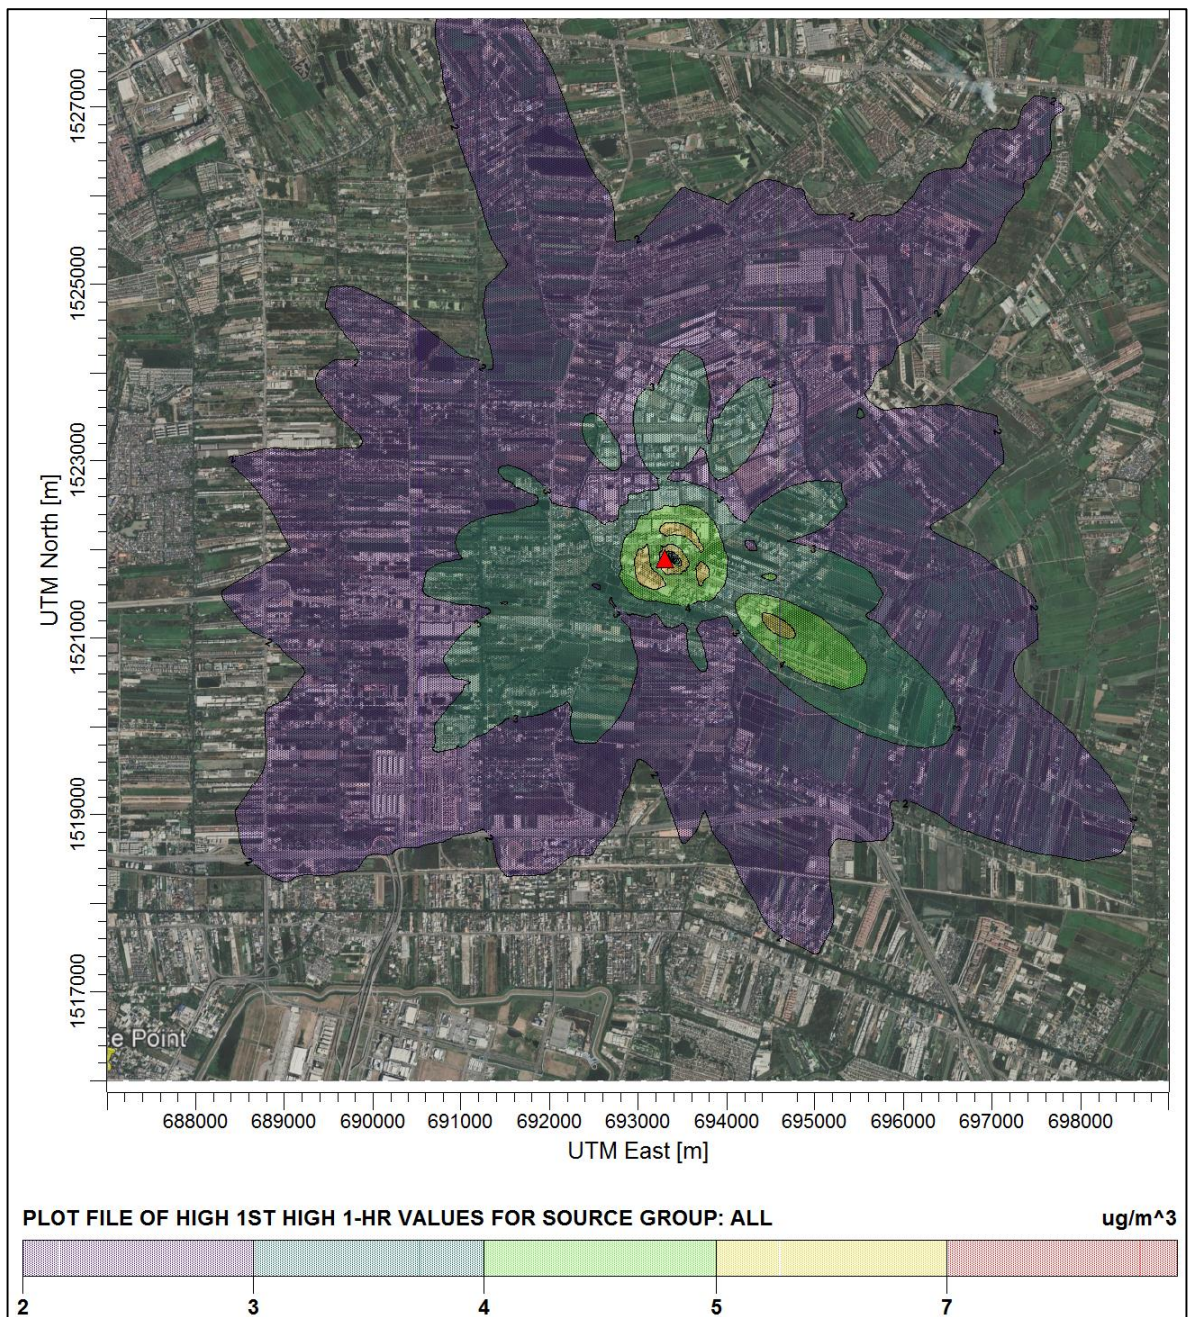 1527000
1525000
1523000
1521000
1519000
1517000
UTM North [m]
e Point
688000 689000 690000 691000 692000 693000 694000 695000 696000 697000 698000
UTM East [m]
PLOT FILE OF HIGH 1ST HIGH 1-HR VALUES FOR SOURCE GROUP: ALL ug/m^3
2 3 4 5 7